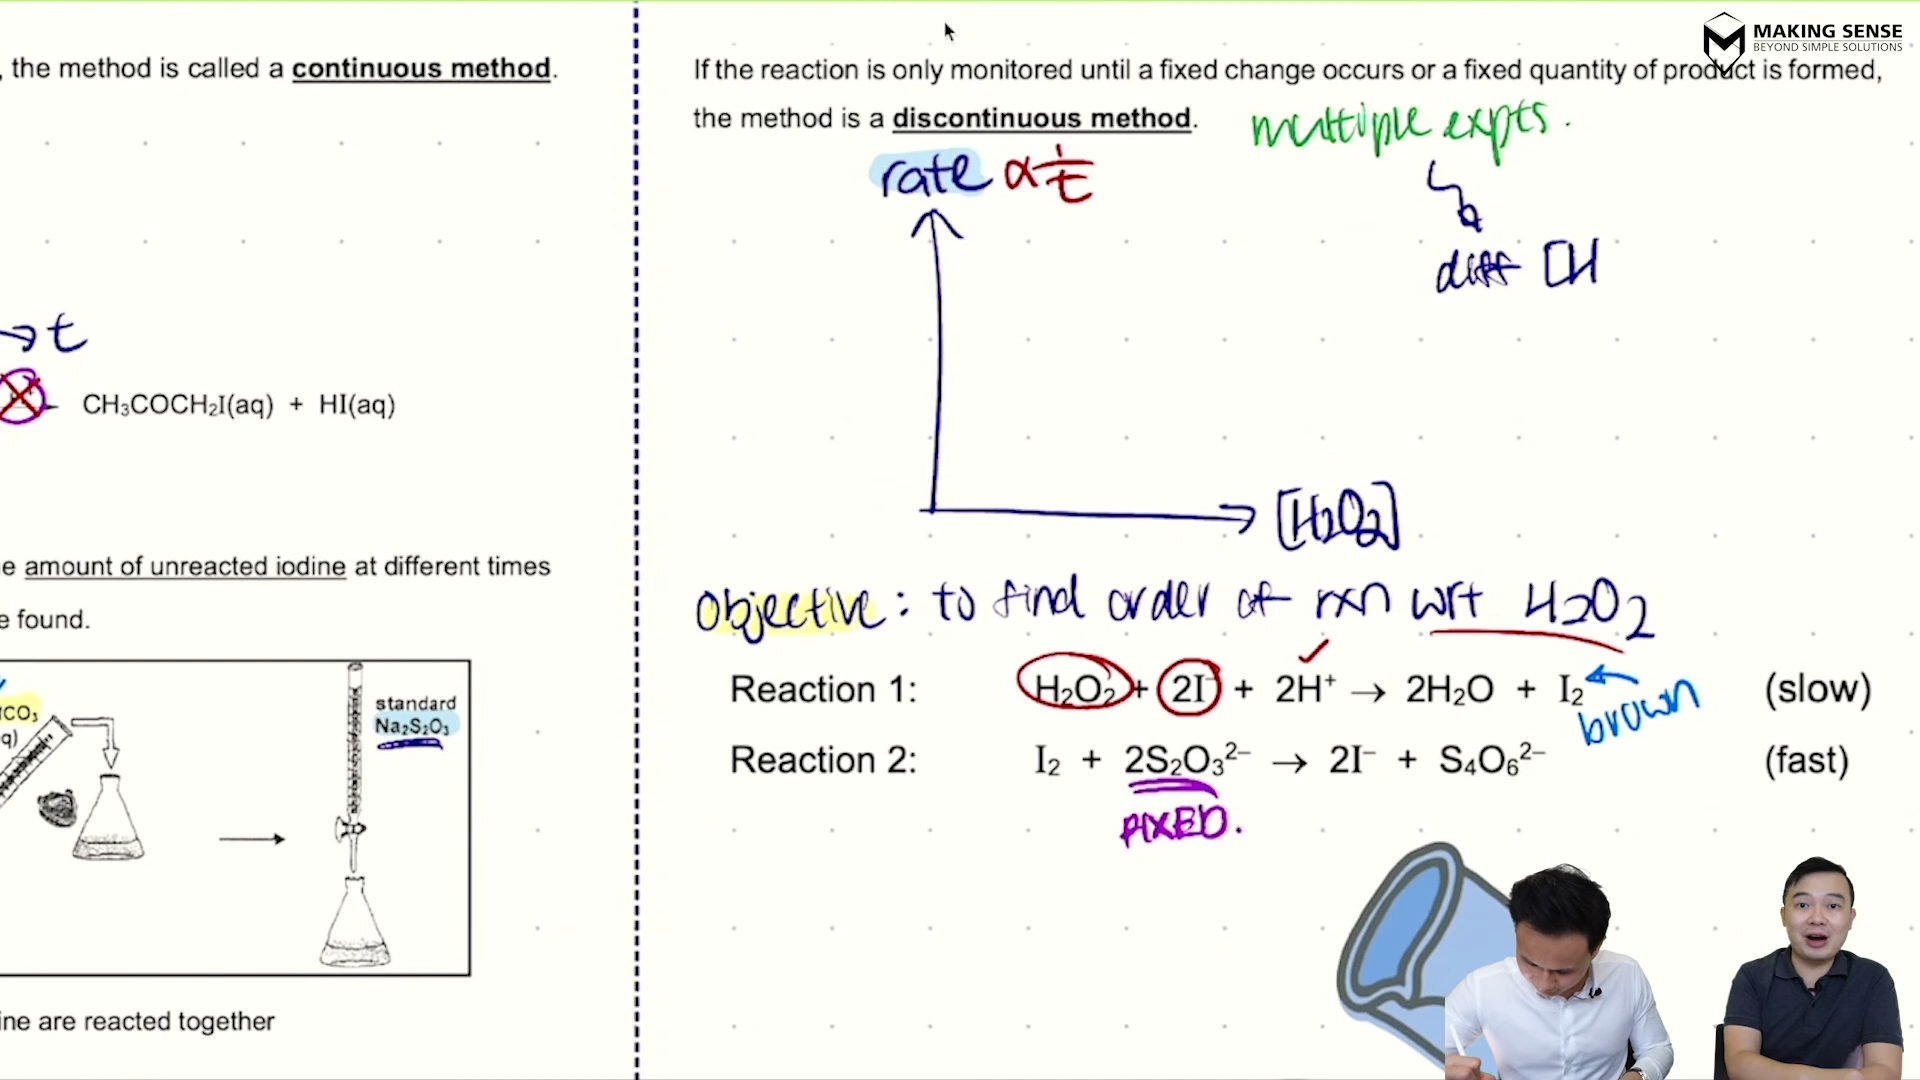 MAKING SENSE
BEYOND SIMPLE SOLUTIONS
, the method is called a continuous method.
→ t
CH₃COCH₂I(aq) + HI(aq)
e amount of unreacted iodine at different times
e found.
CO₃
q)
standard
Na₂S₂O₃
ine are reacted together
If the reaction is only monitored until a fixed change occurs or a fixed quantity of product is formed,
the method is a discontinuous method. multiple expts.
rate α 1/t
diff [ ]
[H₂O₂]
Objective: to find order of rxn wrt H₂O₂
Reaction 1: H₂O₂ + 2I⁻ + 2H⁺ → 2H₂O + I₂ (slow)
brown
Reaction 2: I₂ + 2S₂O₃²⁻ → 2I⁻ + S₄O₆²⁻ (fast)
FIXED.